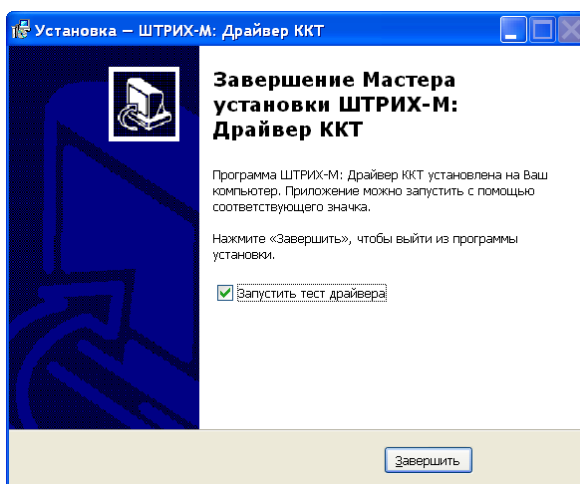 Установка — ШТРИХ-М: Драйвер ККТ
Завершение Мастера
установки ШТРИХ-М:
Драйвер ККТ
Программа ШТРИХ-М: Драйвер ККТ установлена на Ваш
компьютер. Приложение можно запустить с помощью
соответствующего значка.
Нажмите «Завершить», чтобы выйти из программы
установки.
Запустить тест драйвера
Завершить